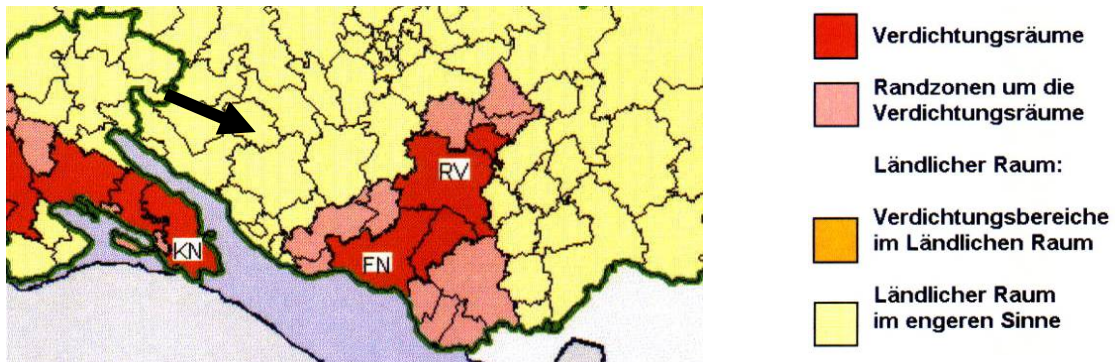 RV
FN
KN
Verdichtungsräume
Randzonen um die
Verdichtungsräume
Ländlicher Raum:
Verdichtungsbereiche
im Ländlichen Raum
Ländlicher Raum
im engeren Sinne